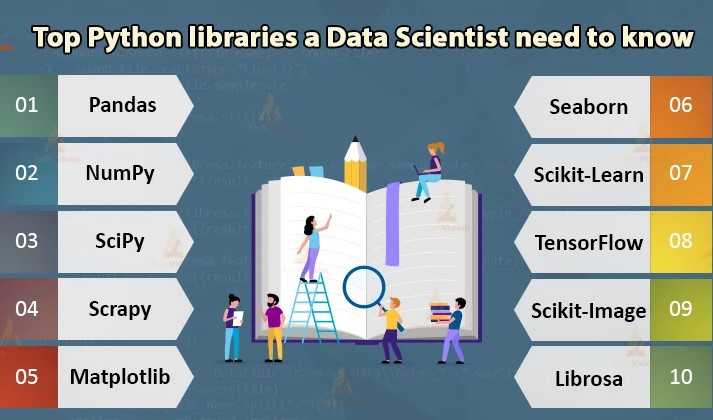 Top Python libraries a Data Scientist need to know
01 Pandas
02 NumPy
03 SciPy
04 Scrapy
05 Matplotlib
Seaborn 06
Scikit-Learn 07
TensorFlow 08
Scikit-Image 09
Librosa 10